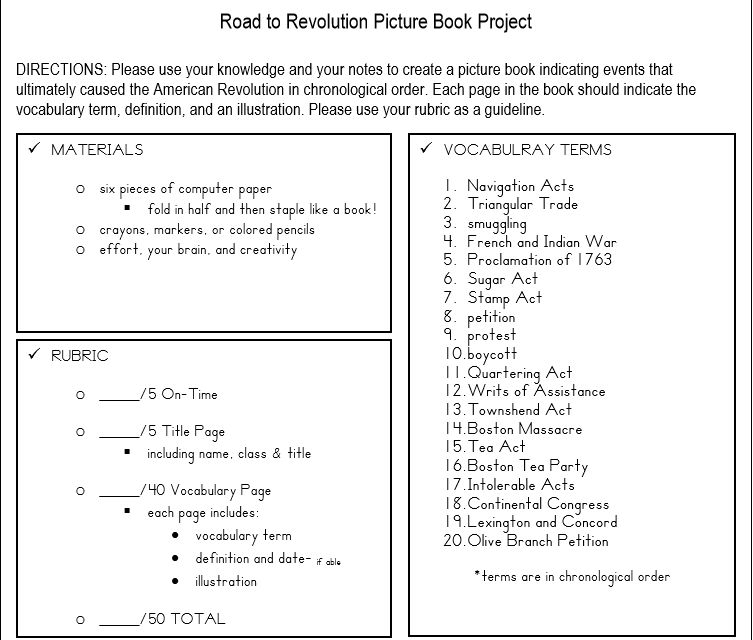 Road to Revolution Picture Book Project
DIRECTIONS: Please use your knowledge and your notes to create a picture book indicating events that
ultimately caused the American Revolution in chronological order. Each page in the book should indicate the
vocabulary term, definition, and an illustration. Please use your rubric as a guideline.
✓ MATERIALS
o six pieces of computer paper
▪ fold in half and then staple like a book!
o crayons, markers, or colored pencils
o effort, your brain, and creativity
✓ RUBRIC
o _____/5 On-Time
o _____/5 Title Page
▪ including name, class & title
o _____/40 Vocabulary Page
▪ each page includes:
• vocabulary term
• definition and date- if able
• illustration
o _____/50 TOTAL
✓ VOCABULRAY TERMS
1. Navigation Acts
2. Triangular Trade
3. smuggling
4. French and Indian War
5. Proclamation of 1763
6. Sugar Act
7. Stamp Act
8. petition
9. protest
10.boycott
11.Quartering Act
12.Writs of Assistance
13.Townshend Act
14.Boston Massacre
15.Tea Act
16.Boston Tea Party
17.Intolerable Acts
18.Continental Congress
19.Lexington and Concord
20.Olive Branch Petition
*terms are in chronological order